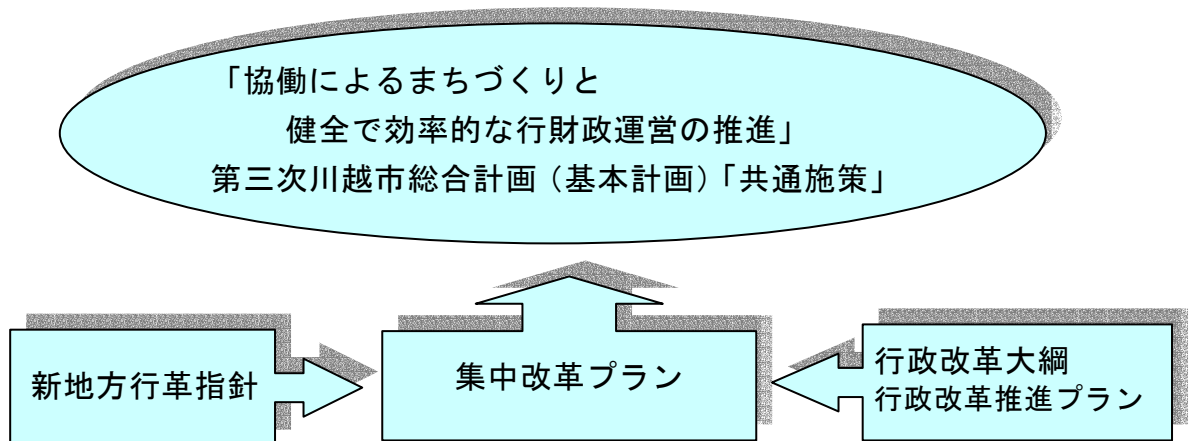 「協働によるまちづくりと
健全で効率的な行財政運営の推進」
第三次川越市総合計画(基本計画)「共通施策」
新地方行革指針
集中改革プラン
行政改革大綱
行政改革推進プラン